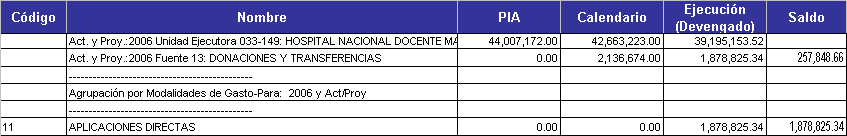 Código Nombre PIA Calendario Ejecución (Devengado) Saldo
Act. y Proy.:2006 Unidad Ejecutora 033-149: HOSPITAL NACIONAL DOCENTE MA 44,007,172.00 42,663,223.00 39,195,153.52
Act. y Proy.:2006 Fuente 13: DONACIONES Y TRANSFERENCIAS 0.00 2,136,674.00 1,878,825.34 257,848.66
----------------------------------------------
Agrupación por Modalidades de Gasto-Para: 2006 y Act/Proy
----------------------------------------------
11 APLICACIONES DIRECTAS 0.00 0.00 1,878,825.34 1,878,825.34